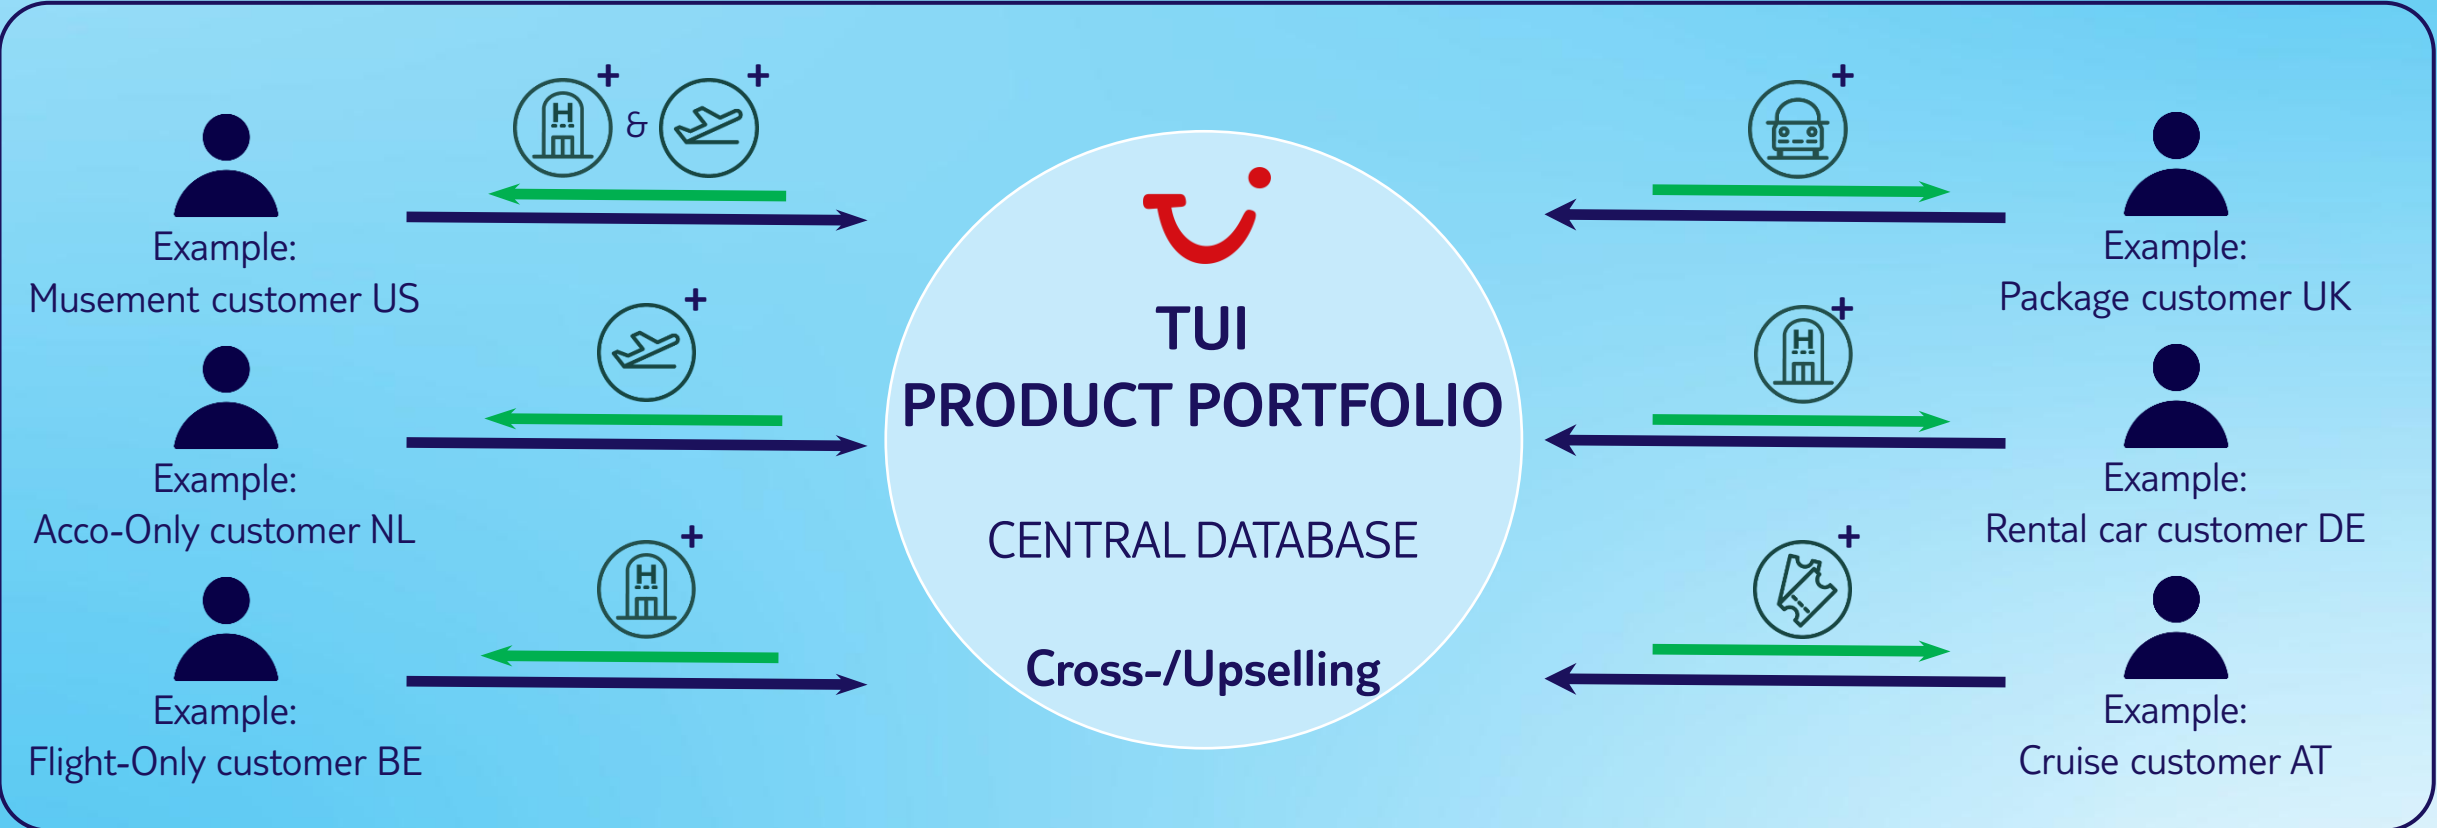 &
Example:
Musement customer US
Example:
Acco-Only customer NL
Example:
Flight-Only customer BE
TUI
PRODUCT PORTFOLIO
CENTRAL DATABASE
Cross-/Upselling
Example:
Package customer UK
Example:
Rental car customer DE
Example:
Cruise customer AT